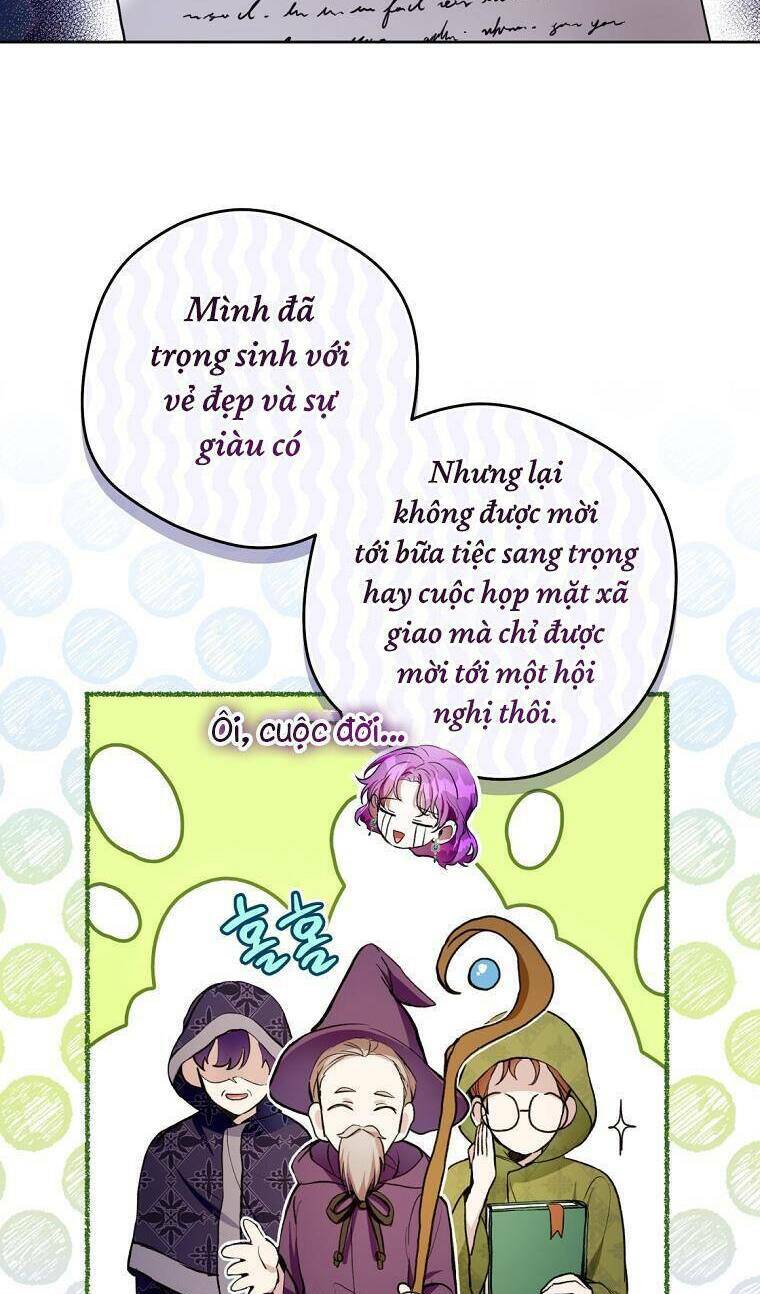 Mình đã
trọng sinh với
vẻ đẹp và sự
giàu có
Nhưng lại
không được mời
tới bữa tiệc sang trọng
hay cuộc họp mặt xã
giao mà chỉ được
mời tới một hội
nghị thôi.
Ôi, cuộc đời...
홀홀